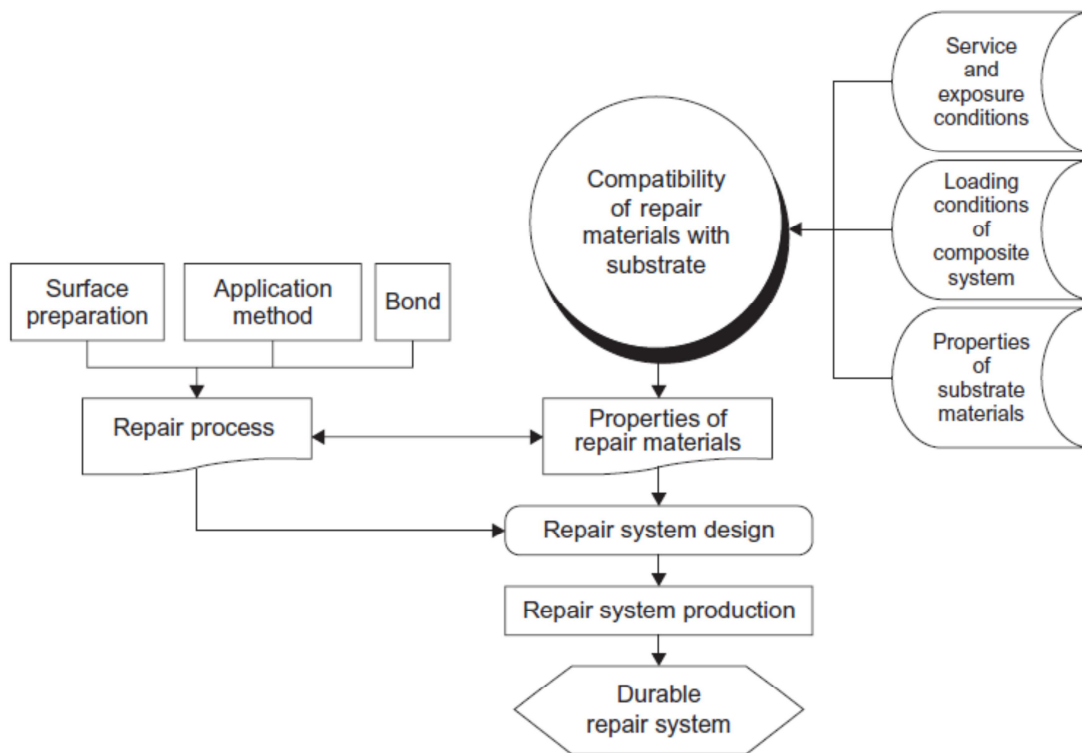 Service
and
exposure
conditions
Compatibility
of repair
materials with
substrate
Loading
conditions
of
composite
system
Surface
preparation
Application
method
Bond
Properties
of
substrate
materials
Repair process
Properties of
repair materials
Repair system design
Repair system production
Durable
repair system